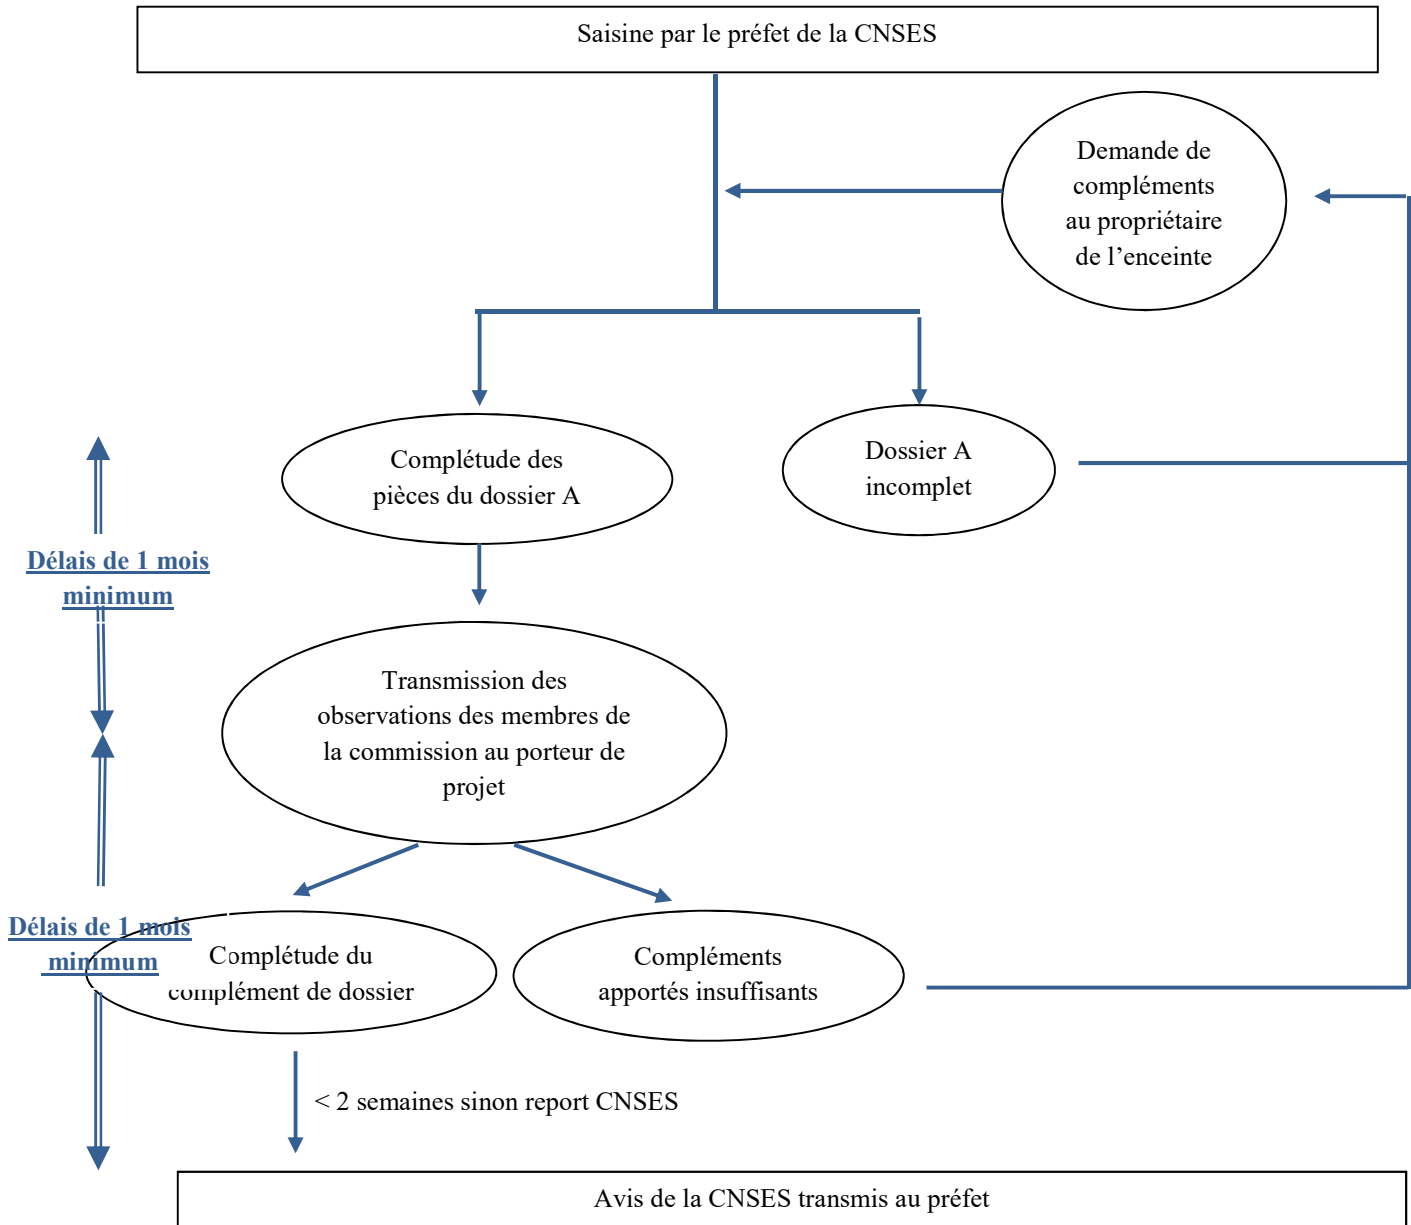 Saisine par le préfet de la CNSES
Demande de
compléments
au propriétaire
de l’enceinte
Complétude des
pièces du dossier A
Dossier A
incomplet
Délais de 1 mois
minimum
Transmission des
observations des membres de
la commission au porteur de
projet
Délais de 1 mois
minimum
Complétude du
complément de dossier
Compléments
apportés insuffisants
< 2 semaines sinon report CNSES
Avis de la CNSES transmis au préfet